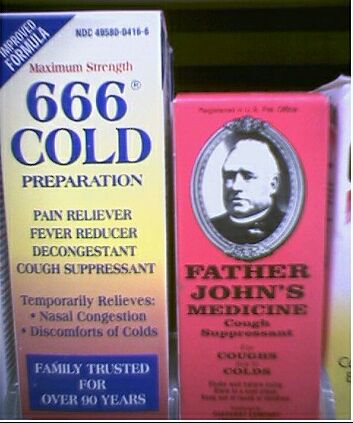 IMPROVED
FORMULA
NDC 49580-0416-6
Maximum Strength
666®
COLD
PREPARATION
PAIN RELIEVER
FEVER REDUCER
DECONGESTANT
COUGH SUPPRESSANT
Temporarily Relieves:
• Nasal Congestion
• Discomforts of Colds
FAMILY TRUSTED
FOR
OVER 90 YEARS
Registered in U.S. Pat. Office
FATHER
JOHN'S
MEDICINE
Cough
Suppressant
For
COUGHS
COLDS